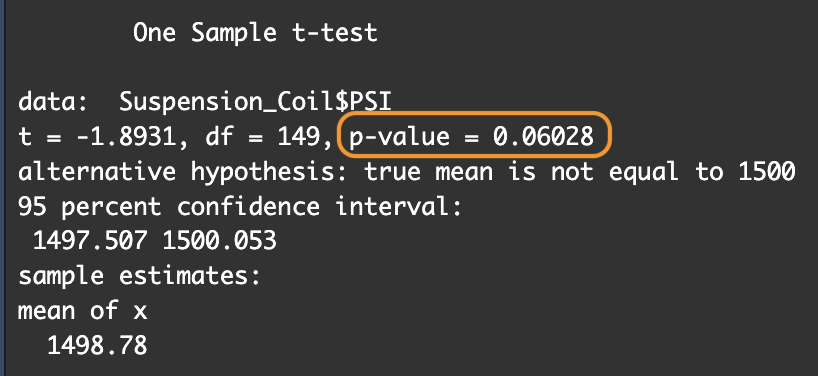 One Sample t-test
data:  Suspension_Coil$PSI
t = -1.8931, df = 149, p-value = 0.06028
alternative hypothesis: true mean is not equal to 1500
95 percent confidence interval:
1497.507 1500.053
sample estimates:
mean of x
1498.78